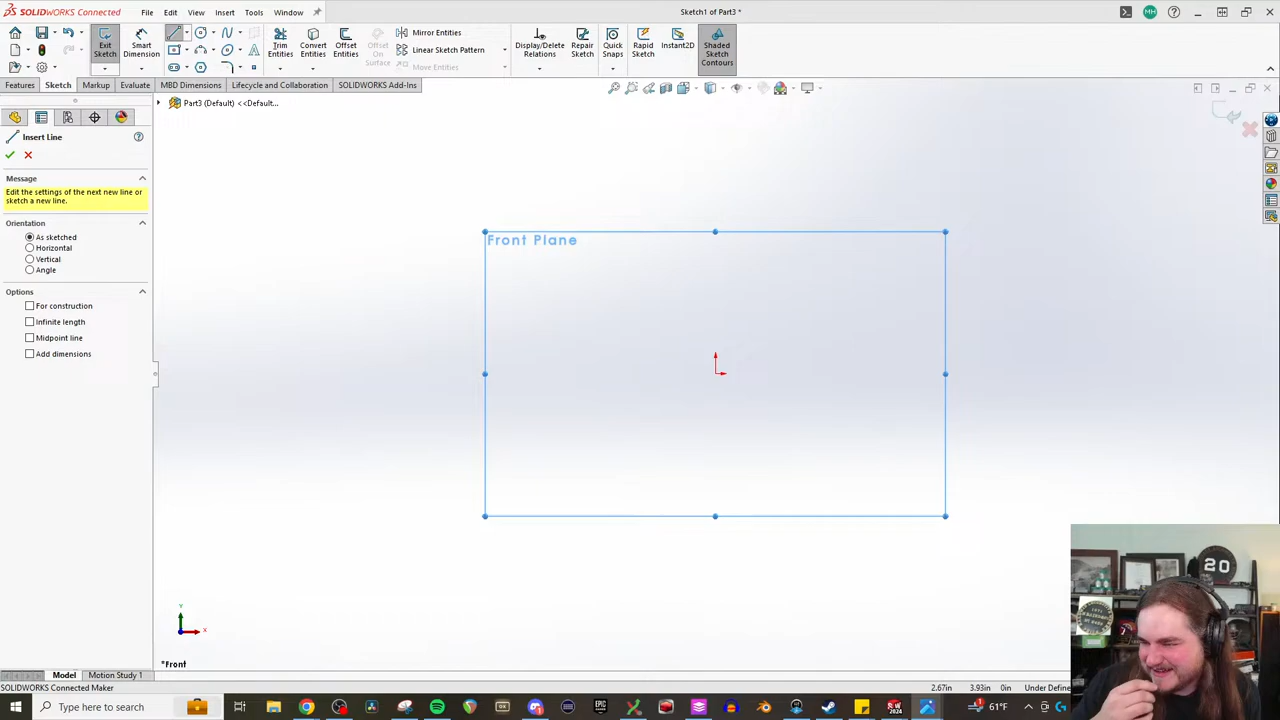 SOLIDWORKS Connected
File Edit View Insert Tools Window
Sketch1 of Part3 *
MH
Exit Sketch
Smart Dimension
Trim Entities
Convert Entities
Offset Entities
Offset On Surface
Mirror Entities
Linear Sketch Pattern
Move Entities
Display/Delete Relations
Repair Sketch
Quick Snaps
Rapid Sketch
Instant2D
Shaded Sketch Contours
Features Sketch Markup Evaluate MBD Dimensions Lifecycle and Collaboration SOLIDWORKS Add-Ins
Part3 (Default) <<Default...
Insert Line
Message
Edit the settings of the next new line or
sketch a new line.
Orientation
As sketched
Horizontal
Vertical
Angle
Options
For construction
Infinite length
Midpoint line
Add dimensions
Front Plane
Y
X
*Front
20
Model Motion Study 1
SOLIDWORKS Connected Maker 2.67in 3.93in 0in Under Define
Type here to search
61°F